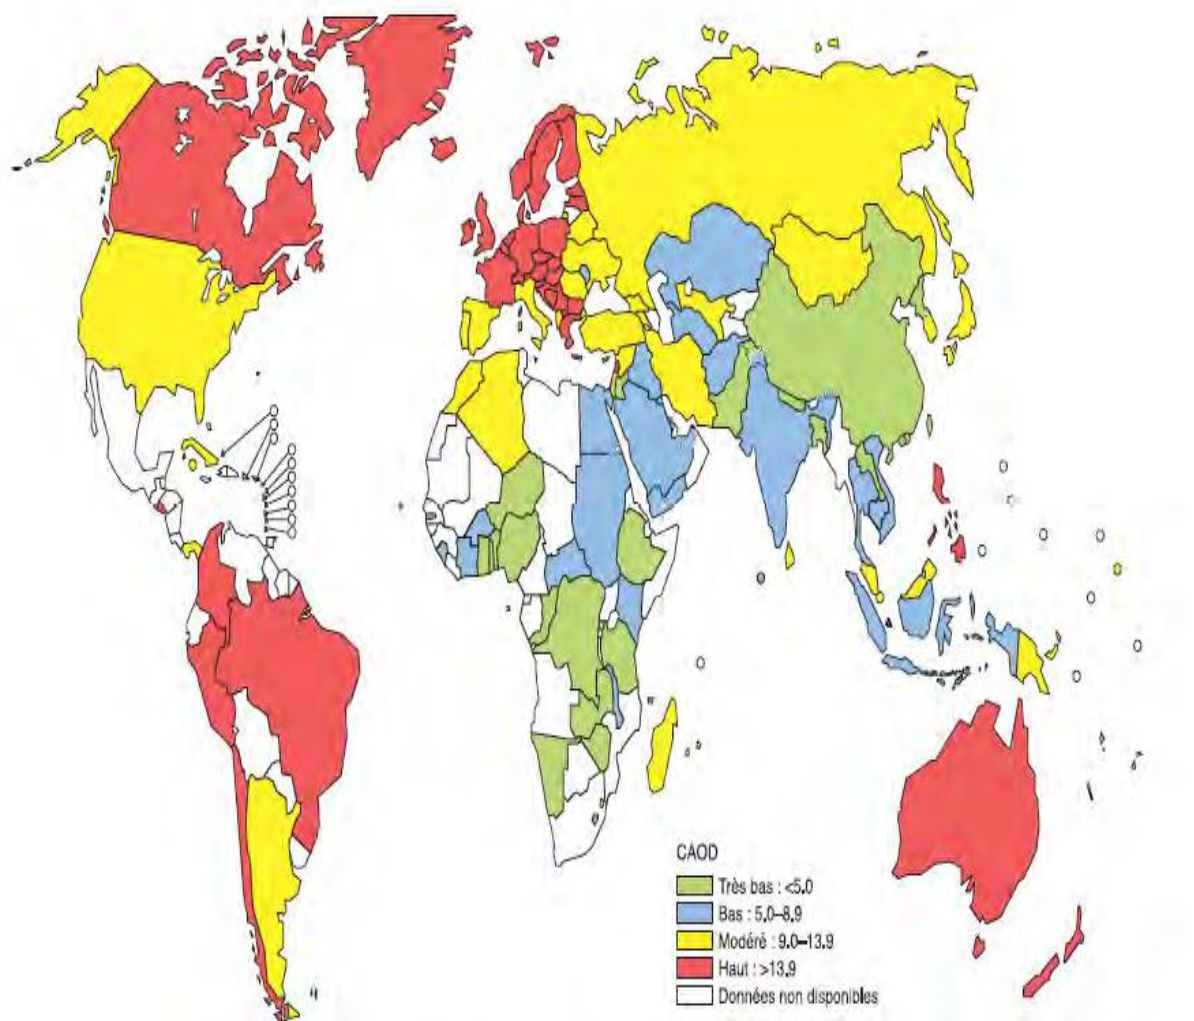 CAOD
Très bas : <5.0
Bas : 5.0–8.9
Modéré : 9.0–13.9
Haut : >13.9
Données non disponibles